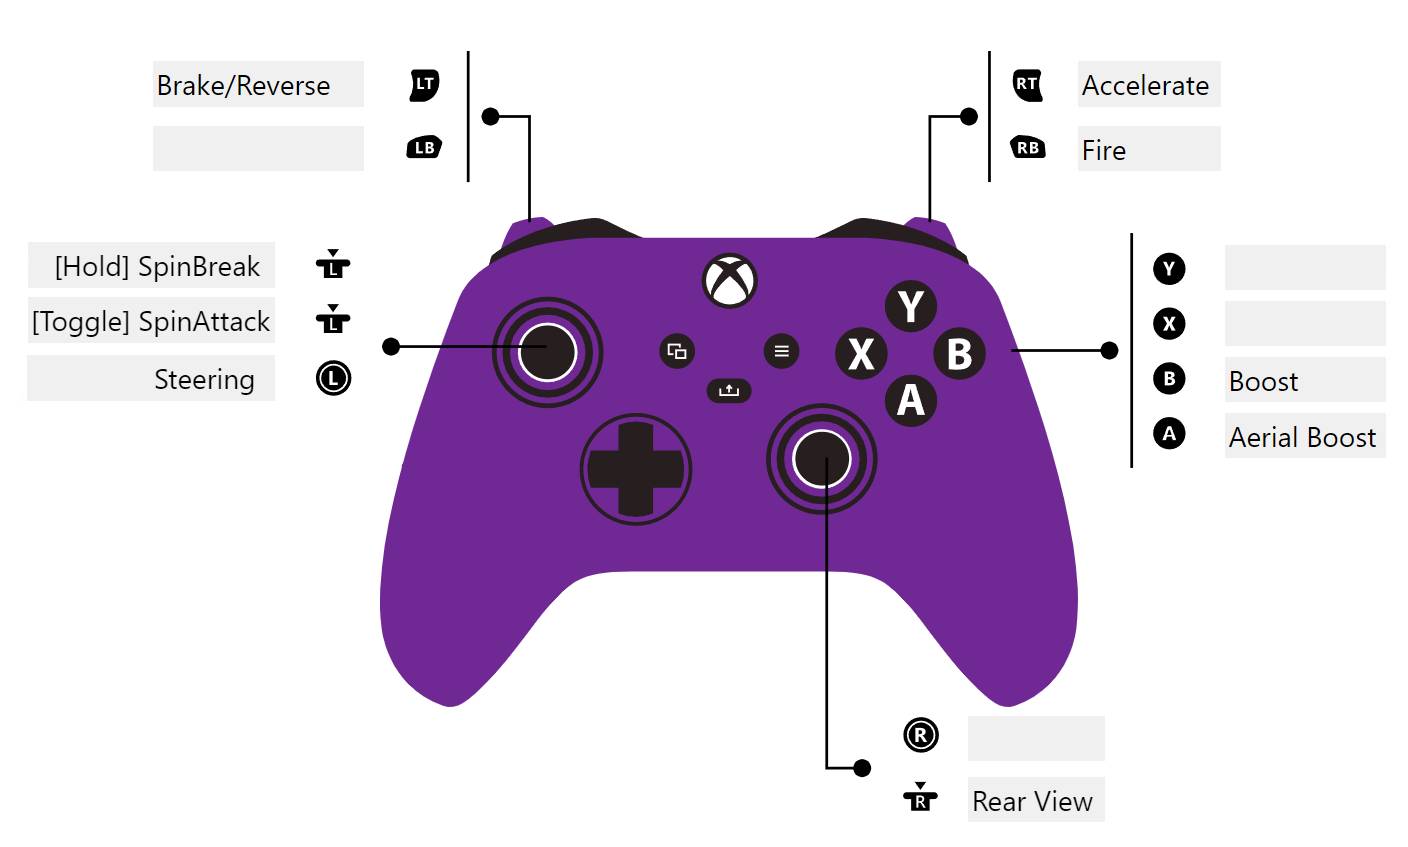 Brake/Reverse LT
LB
RT Accelerate
RB Fire
[Hold] SpinBreak L
[Toggle] SpinAttack L
Steering L
Y
X B
A
Y
X
B Boost
A Aerial Boost
R
R Rear View